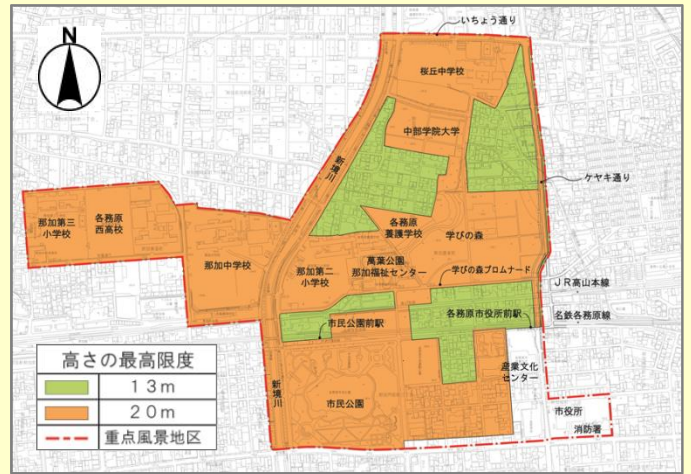 いちょう通り
N
桜丘中学校
中部学院大学
新境川
ケヤキ通り
那加第三
小学校
各務原
西高校
各務原
養護学校
学びの森
那加中学校
那加第二
小学校
萬葉公園
那加福祉センター
学びの森プロムナード
JR高山本線
市民公園前駅
各務原市役所前駅
名鉄各務原線
高さの最高限度
13m
20m
重点風景地区
新境川
市民公園
産業文化
センター
市役所
消防署